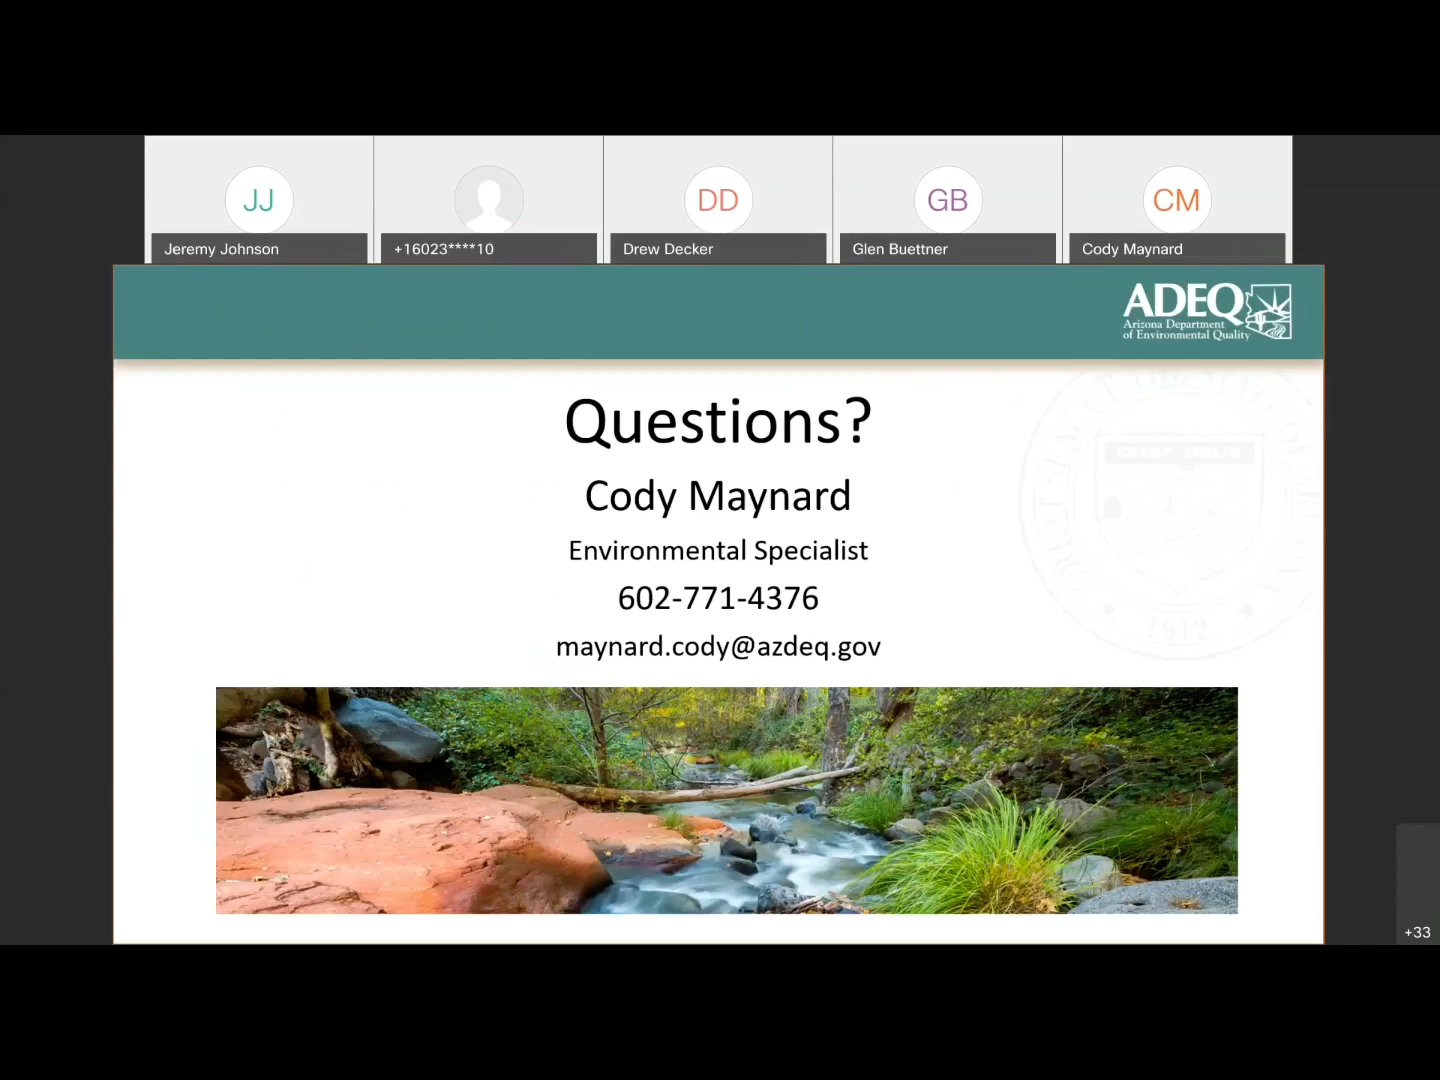 JJ
DD
GB
CM
Jeremy Johnson
+16023****10
Drew Decker
Glen Buettner
Cody Maynard
ADEQ
Arizona Department
of Environmental Quality
Questions?
Cody Maynard
Environmental Specialist
602-771-4376
maynard.cody@azdeq.gov
1912
+33